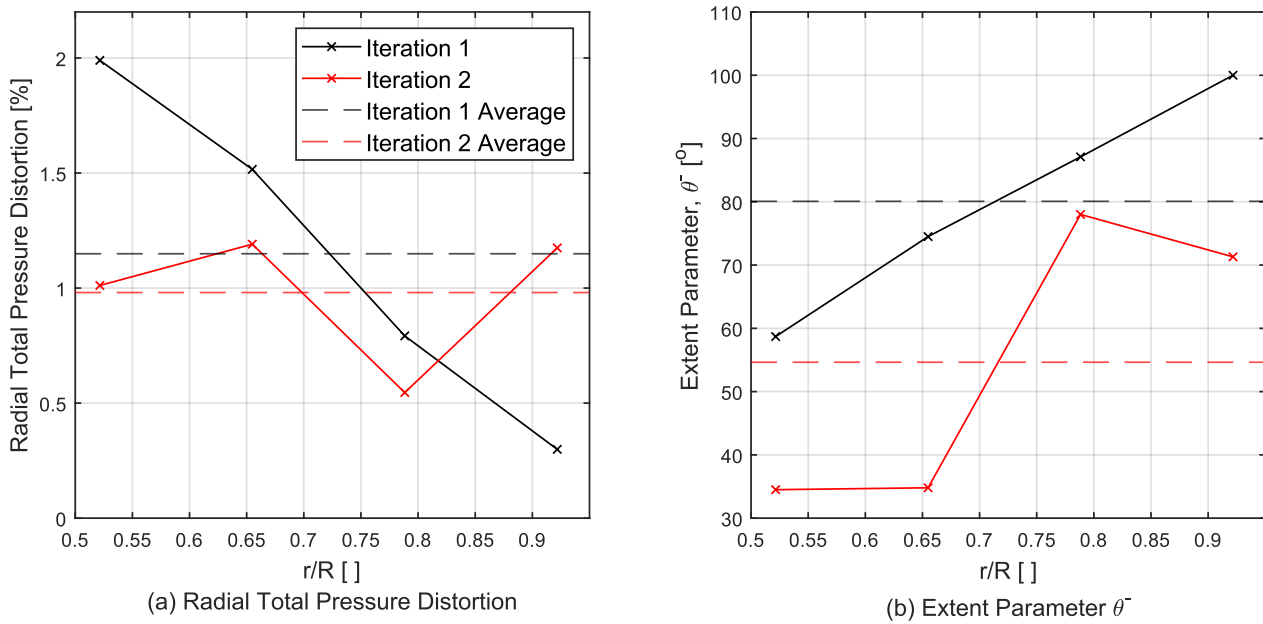 Radial Total Pressure Distortion [%]
2
1.5
1
0.5
0
0.5 0.55 0.6 0.65 0.7 0.75 0.8 0.85 0.9
r/R [ ]
Iteration 1
Iteration 2
Iteration 1 Average
Iteration 2 Average
(a) Radial Total Pressure Distortion
Extent Parameter, θ⁻ [°]
110
100
90
80
70
60
50
40
30
0.5 0.55 0.6 0.65 0.7 0.75 0.8 0.85 0.9
r/R [ ]
(b) Extent Parameter θ⁻